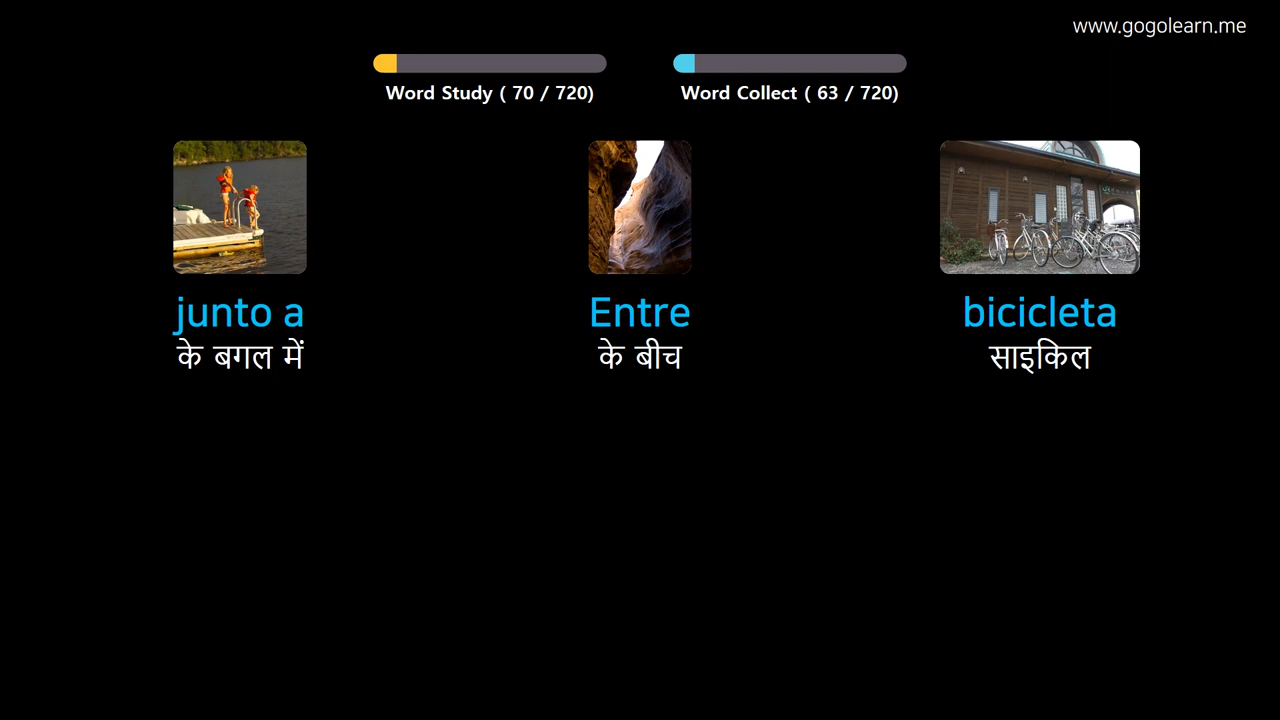 www.gogolearn.me
Word Study ( 70 / 720)
Word Collect ( 63 / 720)
junto a
के बगल में
Entre
के बीच
bicicleta
साइकिल